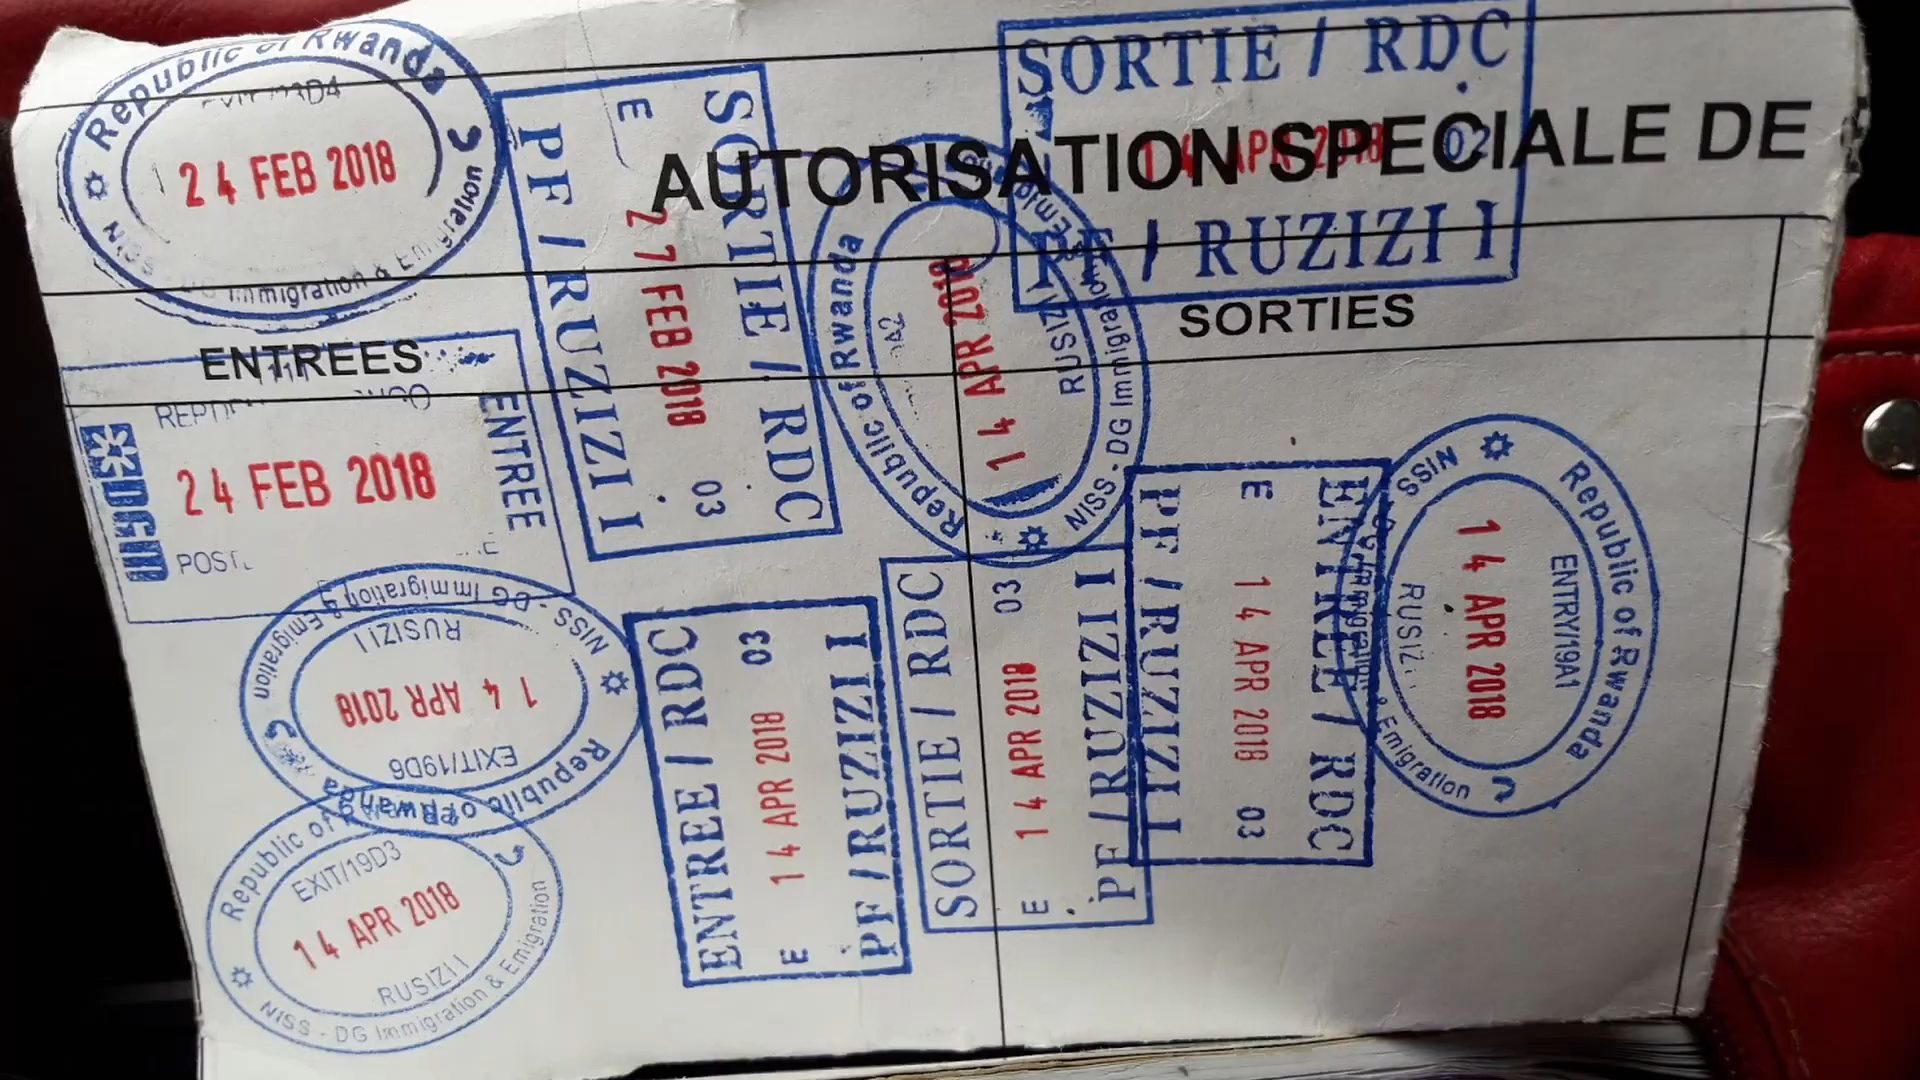 Republic of Rwanda
24 FEB 2018
Immigration & Emigration
SORTIE / RDC
E 27 FEB 2018 03
PF / RUZIZI I
SORTIE / RDC
14 APR 2018 02
PF / RUZIZI I
AUTORISATION SPECIALE DE
ENTREES
SORTIES
DGM
24 FEB 2018
ENTREE
Republic of Rwanda
14 APR 2018
NISS - DG Immigration & Emigration
NISS - DG Immigration & Emigration
RUSIZI I
14 APR 2018
EXIT/19D6
Republic of Rwanda
Republic of
EXIT/19D3
14 APR 2018
RUSIZI I
NISS - DG Immigration & Emigration
ENTREE / RDC
E 14 APR 2018 03
PF / RUZIZI I
SORTIE / RDC
E 14 APR 2018 03
PF / RUZIZI I
ENTREE / RDC
E 14 APR 2018 03
PF / RUZIZI I
Republic of Rwanda
ENTRY/19A1
14 APR 2018
Emigration